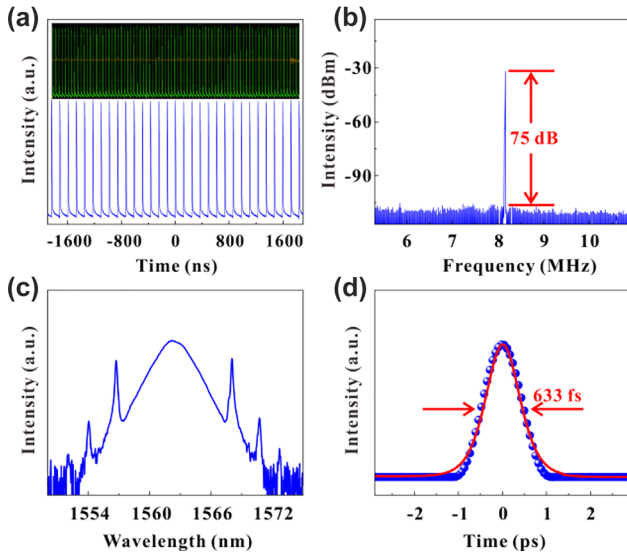 (a)
Intensity (a.u.)
-1600 -800 0 800 1600
Time (ns)
(b)
Intensity (dBm)
-30
-60
-90
75 dB
6 7 8 9 10
Frequency (MHz)
(c)
Intensity (a.u.)
1554 1560 1566 1572
Wavelength (nm)
(d)
Intensity (a.u.)
633 fs
-2 -1 0 1 2
Time (ps)